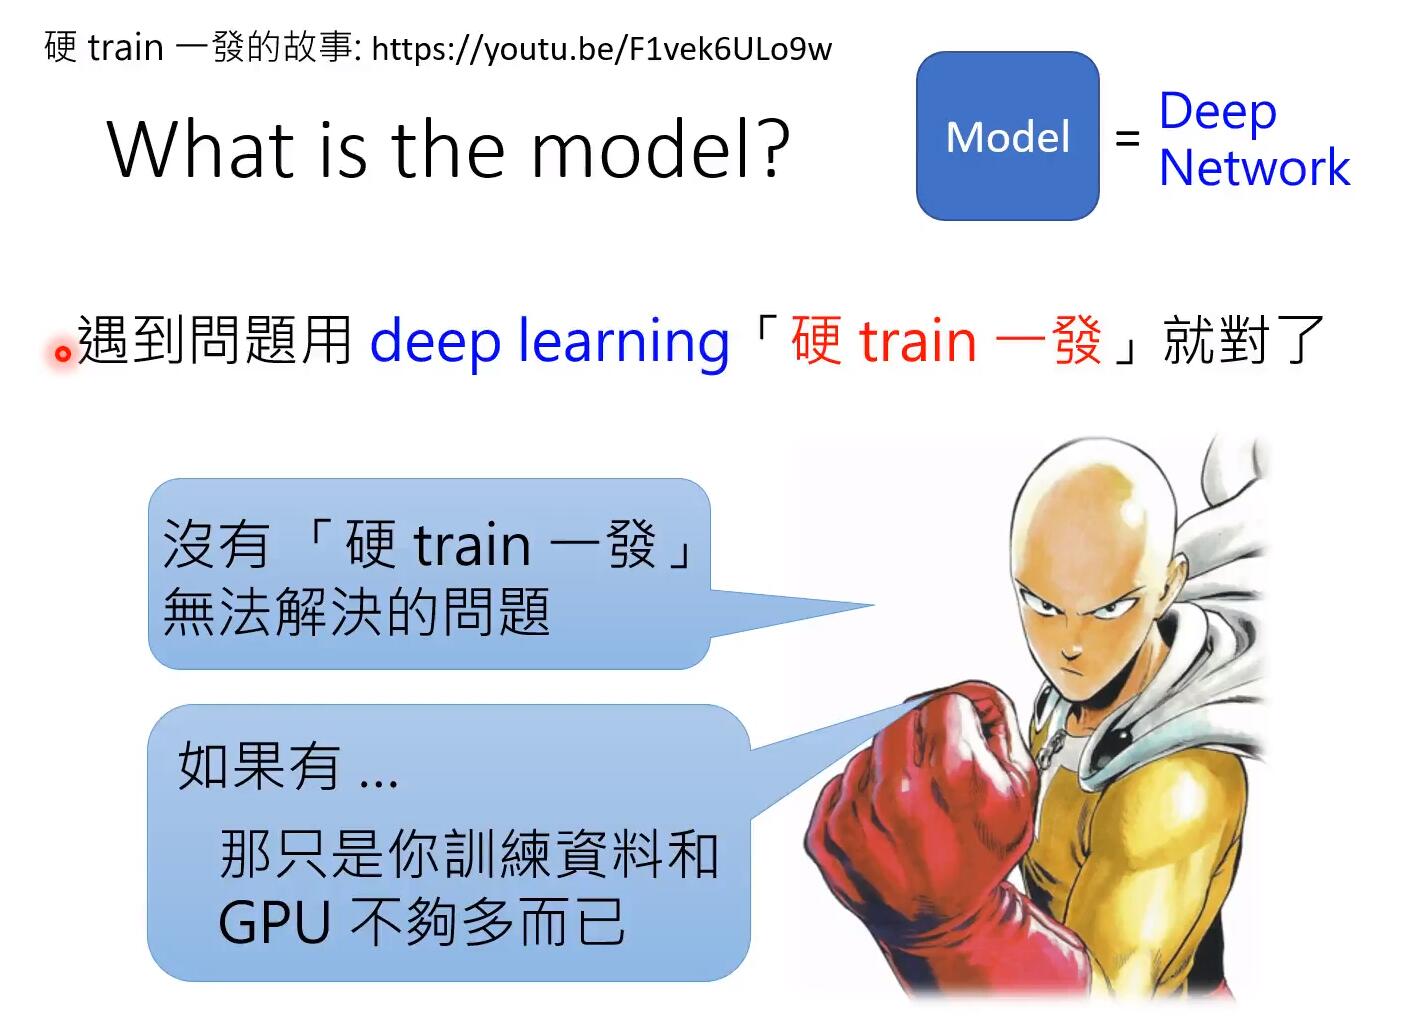 硬 train 一發的故事: https://youtu.be/F1vek6ULo9w
What is the model?
Model
=
Deep
Network
遇到問題用 deep learning「硬 train 一發」就對了
沒有「硬 train 一發」
無法解決的問題
如果有 ...
那只是你訓練資料和
GPU 不夠多而已